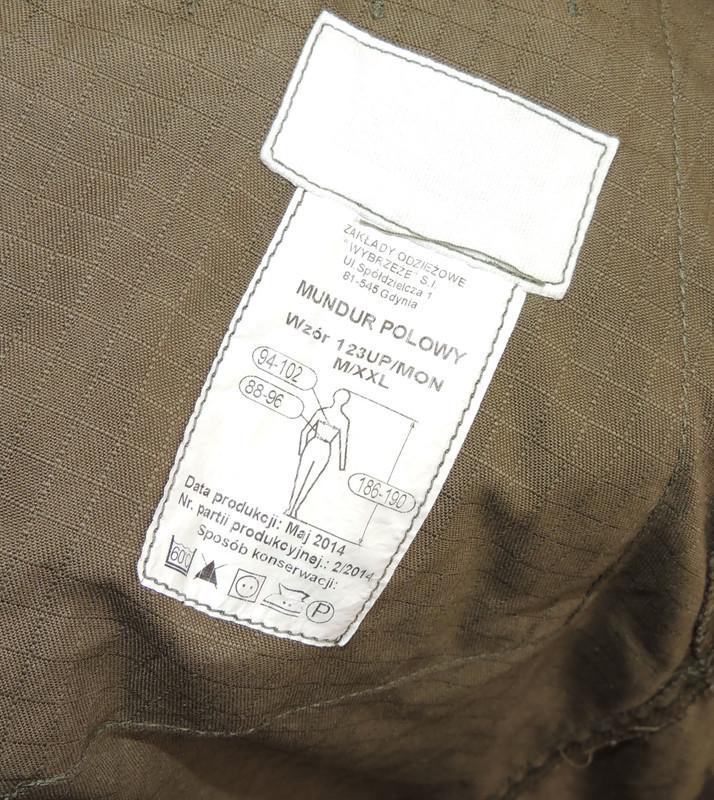 ZAKŁADY ODZIEŻOWE
"WYBRZEŻE" S.I.
Ul Spółdzielcza 1
81-545 Gdynia
MUNDUR POLOWY
Wzór 123UP/MON
M/XXL
94-102
88-96
186-190
Data produkcji: Maj 2014
Nr. partii produkcyjnej.: 2/2014
Sposób konserwacji:
60° P